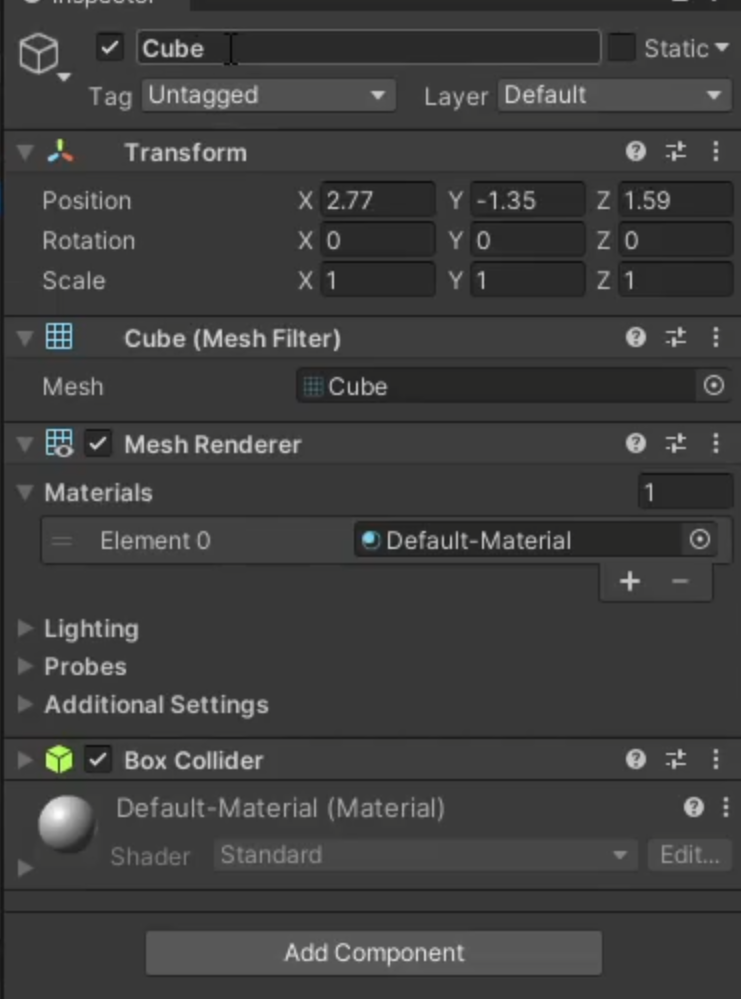 Inspector
Cube
Static
Tag Untagged Layer Default
Transform
Position X 2.77 Y -1.35 Z 1.59
Rotation X 0 Y 0 Z 0
Scale X 1 Y 1 Z 1
Cube (Mesh Filter)
Mesh Cube
Mesh Renderer
Materials 1
Element 0 Default-Material
Lighting
Probes
Additional Settings
Box Collider
Default-Material (Material)
Shader Standard Edit...
Add Component